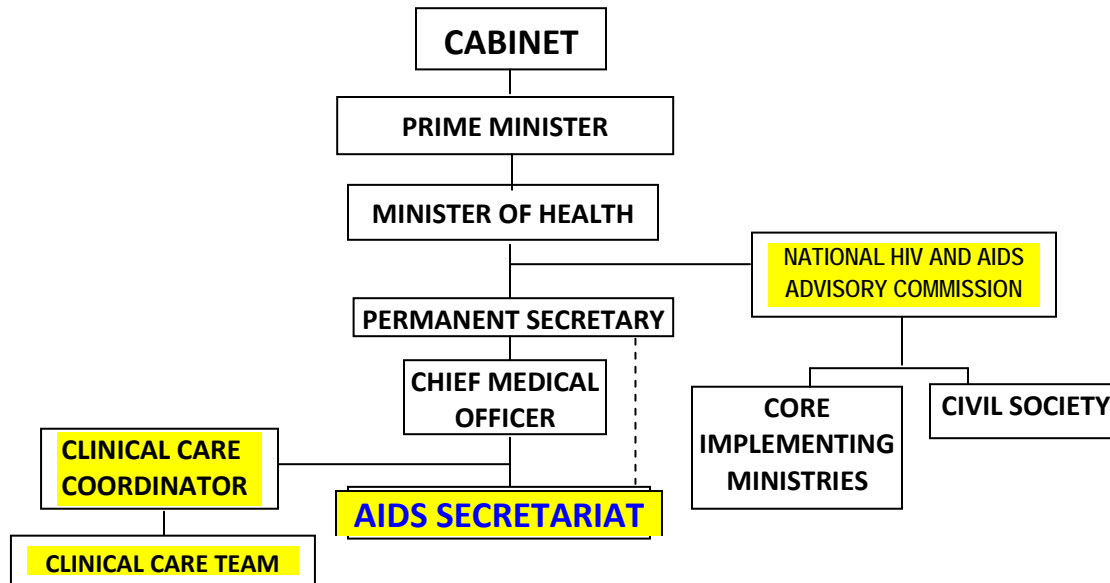 CABINET
PRIME MINISTER
MINISTER OF HEALTH
NATIONAL HIV AND AIDS
ADVISORY COMMISSION
PERMANENT SECRETARY
CHIEF MEDICAL
OFFICER
CORE
IMPLEMENTING
MINISTRIES
CIVIL SOCIETY
CLINICAL CARE
COORDINATOR
AIDS SECRETARIAT
CLINICAL CARE TEAM